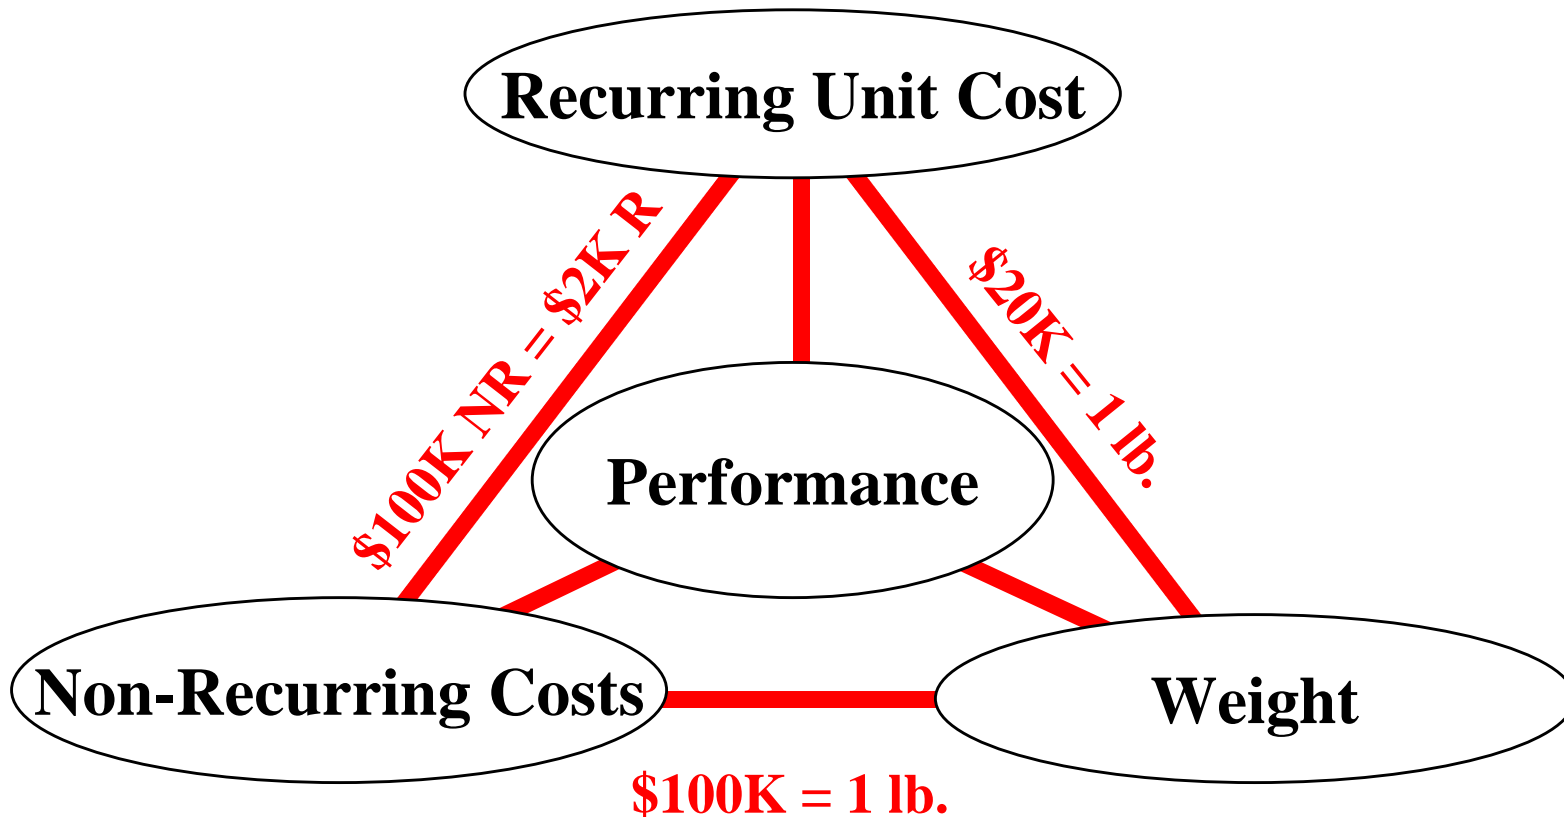 Recurring Unit Cost
$100K NR = $2K R
$20K = 1 lb.
Performance
Non-Recurring Costs
Weight
$100K = 1 lb.